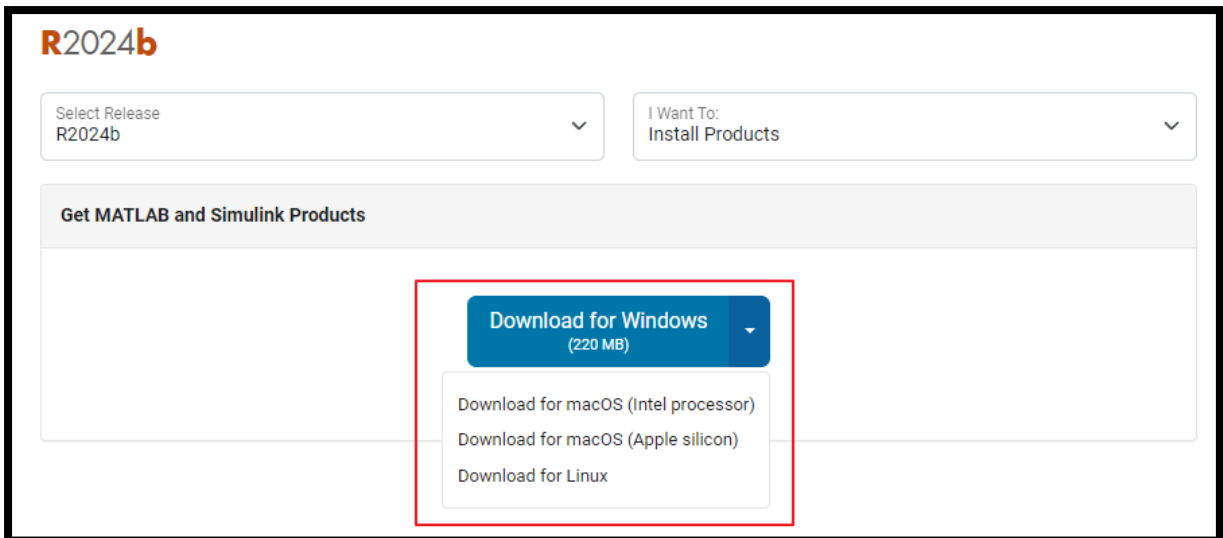 R2024b
Select Release
R2024b
I Want To:
Install Products
Get MATLAB and Simulink Products
Download for Windows
(220 MB)
Download for macOS (Intel processor)
Download for macOS (Apple silicon)
Download for Linux